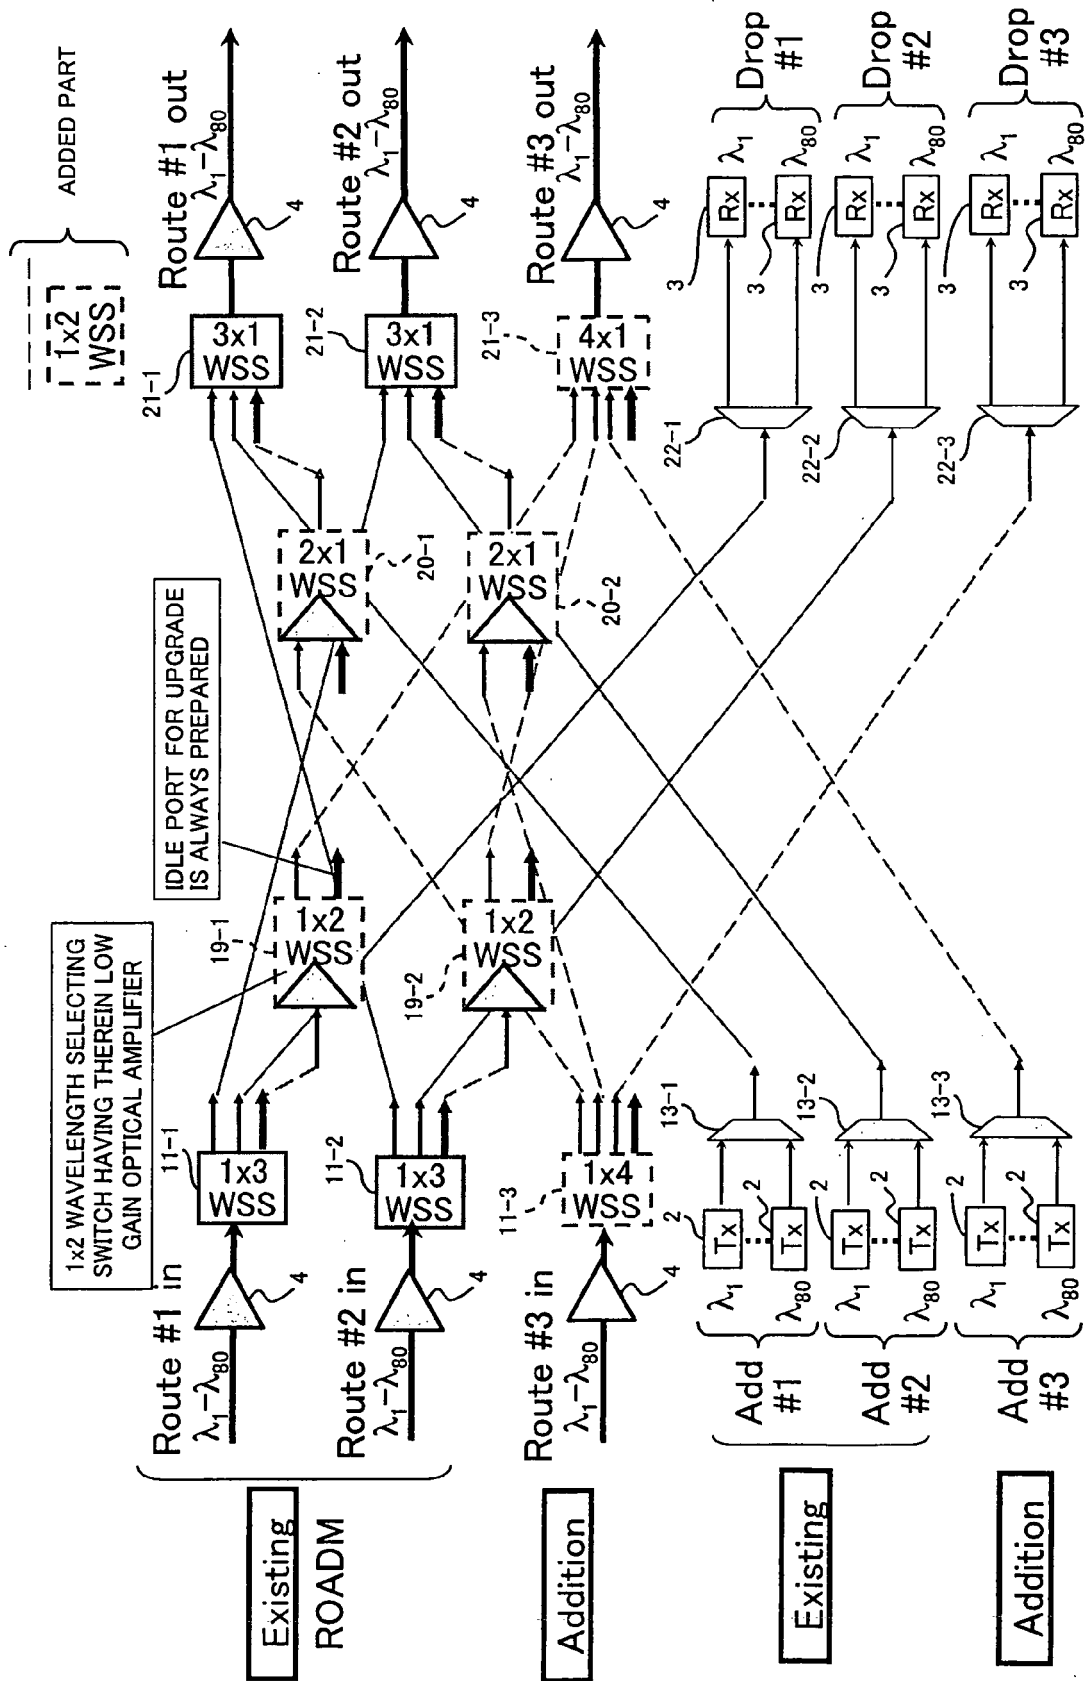 ADDED PART
1x2
WSS
Route #1 out
λ1−λ80
4
Route #2 out
λ1−λ80
4
Route #3 out
λ1−λ80
4
3x1
WSS
21-1
3x1
WSS
21-2
4x1
WSS
21-3
Drop
#1
Drop
#2
Drop
#3
λ1
λ80
λ1
λ80
λ1
λ80
Rx
Rx
Rx
Rx
Rx
Rx
3
3
3
3
3
3
22-1
22-2
22-3
2x1
WSS
20-1
2x1
WSS
20-2
IDLE PORT FOR UPGRADE
IS ALWAYS PREPARED
1x2
WSS
19-1
1x2
WSS
19-2
1x2 WAVELENGTH SELECTING
SWITCH HAVING THEREIN LOW
GAIN OPTICAL AMPLIFIER
11-1
1x3
WSS
11-2
1x3
WSS
11-3
1x4
WSS
13-1
13-2
13-3
2
2
2
2
2
2
Tx
Tx
Tx
Tx
Tx
Tx
λ1
λ80
λ1
λ80
λ1
λ80
Route #1 in
λ1−λ80
4
Route #2 in
λ1−λ80
4
Route #3 in
λ1−λ80
4
Add
#1
Add
#2
Add
#3
Existing
ROADM
Addition
Existing
Addition